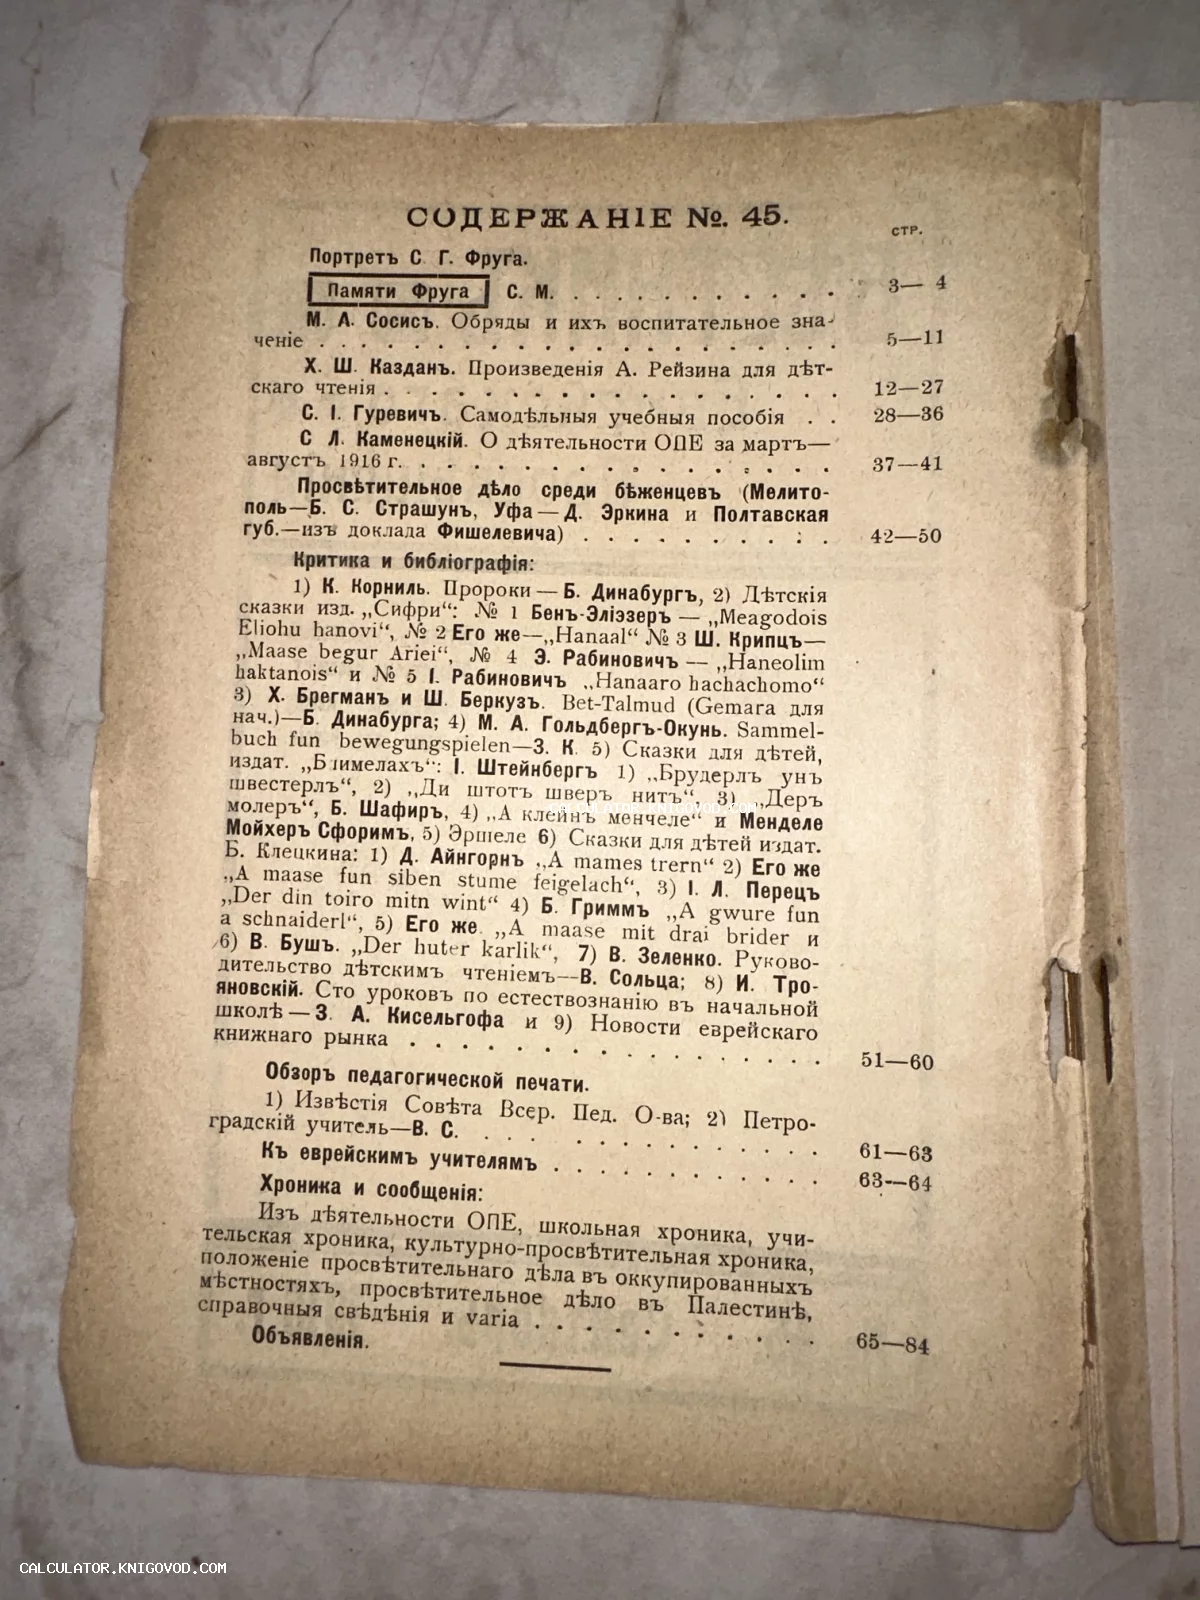 СОДЕРЖАНІЕ №. 45.
СТР.
Портретъ С. Г. Фруга.
Памяти Фруга С. М. . . . . . . . . . . . . 3— 4
М. А. Сосисъ. Обряды и ихъ воспитательное зна-
ченіе . . . . . . . . . . . . . . . . . . . 5—11
Х. Ш. Казданъ. Произведенія А. Рейзина для дѣт-
скаго чтенія . . . . . . . . . . . . . . . . 12—27
С. І. Гуревичъ. Самодѣльныя учебныя пособія . . 28—36
С Л. Каменецкій. О дѣятельности ОПЕ за мартъ—
августъ 1916 г. . . . . . . . . . . . . . . 37—41
Просвѣтительное дѣло среди бѣженцевъ (Мелито-
поль—Б. С. Страшунъ, Уфа—Д. Эркина и Полтавская
губ.—изъ доклада Фишелевича) . . . . . . . . . . 42—50
Критика и библіографія:
1) К. Корниль. Пророки—Б. Динабургъ, 2) Дѣтскія
сказки изд. „Сифри“: № 1 Бенъ-Эліэзеръ — „Meagodois
Eliohu hanovi“, № 2 Его же—„Hanaal“ № 3 Ш. Крипцъ—
„Maase begur Ariei“, № 4 Э. Рабиновичъ — „Haneolim
haktanois“ и № 5 І. Рабиновичъ „Hanaaro hachachomo“
3) Х. Брегманъ и Ш. Беркузъ. Bet-Talmud (Gemara для
нач.)—Б. Динабурга; 4) М. А. Гольдбергъ-Окунь. Sammel-
buch fun bewegungspielen—З. К. 5) Сказки для дѣтей,
издат. „Блимелахъ“: І. Штейнбергъ 1) „Брудерлъ унъ
швестерлъ“, 2) „Ди штотъ шверъ нитъ“ 3) „Деръ
молеръ“, Б. Шафиръ, 4) „А клейнъ менчеле“ и Менделе
Мойхеръ Сфоримъ, 5) Эршеле 6) Сказки для дѣтей издат.
Б. Клецкина: 1) Д. Айнгорнъ „A mames trern“ 2) Его же
„A maase fun siben stume feigelach“, 3) І. Л. Перецъ
„Der din toiro mitn wint“ 4) Б. Гриммъ „A gwure fun
a schnaiderl“, 5) Его же „A maase mit drai brider и
6) В. Бушъ. „Der huter karlik“, 7) В. Зеленко. Руково-
дительство дѣтскимъ чтеніемъ—В. Сольца; 8) И. Тро-
яновскій. Сто уроковъ по естествознанію въ начальной
школѣ—З. А. Кисельгофа и 9) Новости еврейскаго
книжнаго рынка . . . . . . . . . . . . . . . 51—60
Обзоръ педагогической печати.
1) Извѣстія Совѣта Всер. Пед. О-ва; 2) Петро-
градскій учитель—В. С. . . . . . . . . . . . 61—63
Къ еврейскимъ учителямъ . . . . . . . . . . 63—64
Хроника и сообщенія:
Изъ дѣятельности ОПЕ, школьная хроника, учи-
тельская хроника, культурно-просвѣтительная хроника,
положеніе просвѣтительнаго дѣла въ оккупированныхъ
мѣстностяхъ, просвѣтительное дѣло въ Палестинѣ,
справочныя свѣдѣнія и varia . . . . . . . . . . 65—84
Объявленія.
CALCULATOR.KNIGOVOD.COM
CALCULATOR.KNIGOVOD.COM